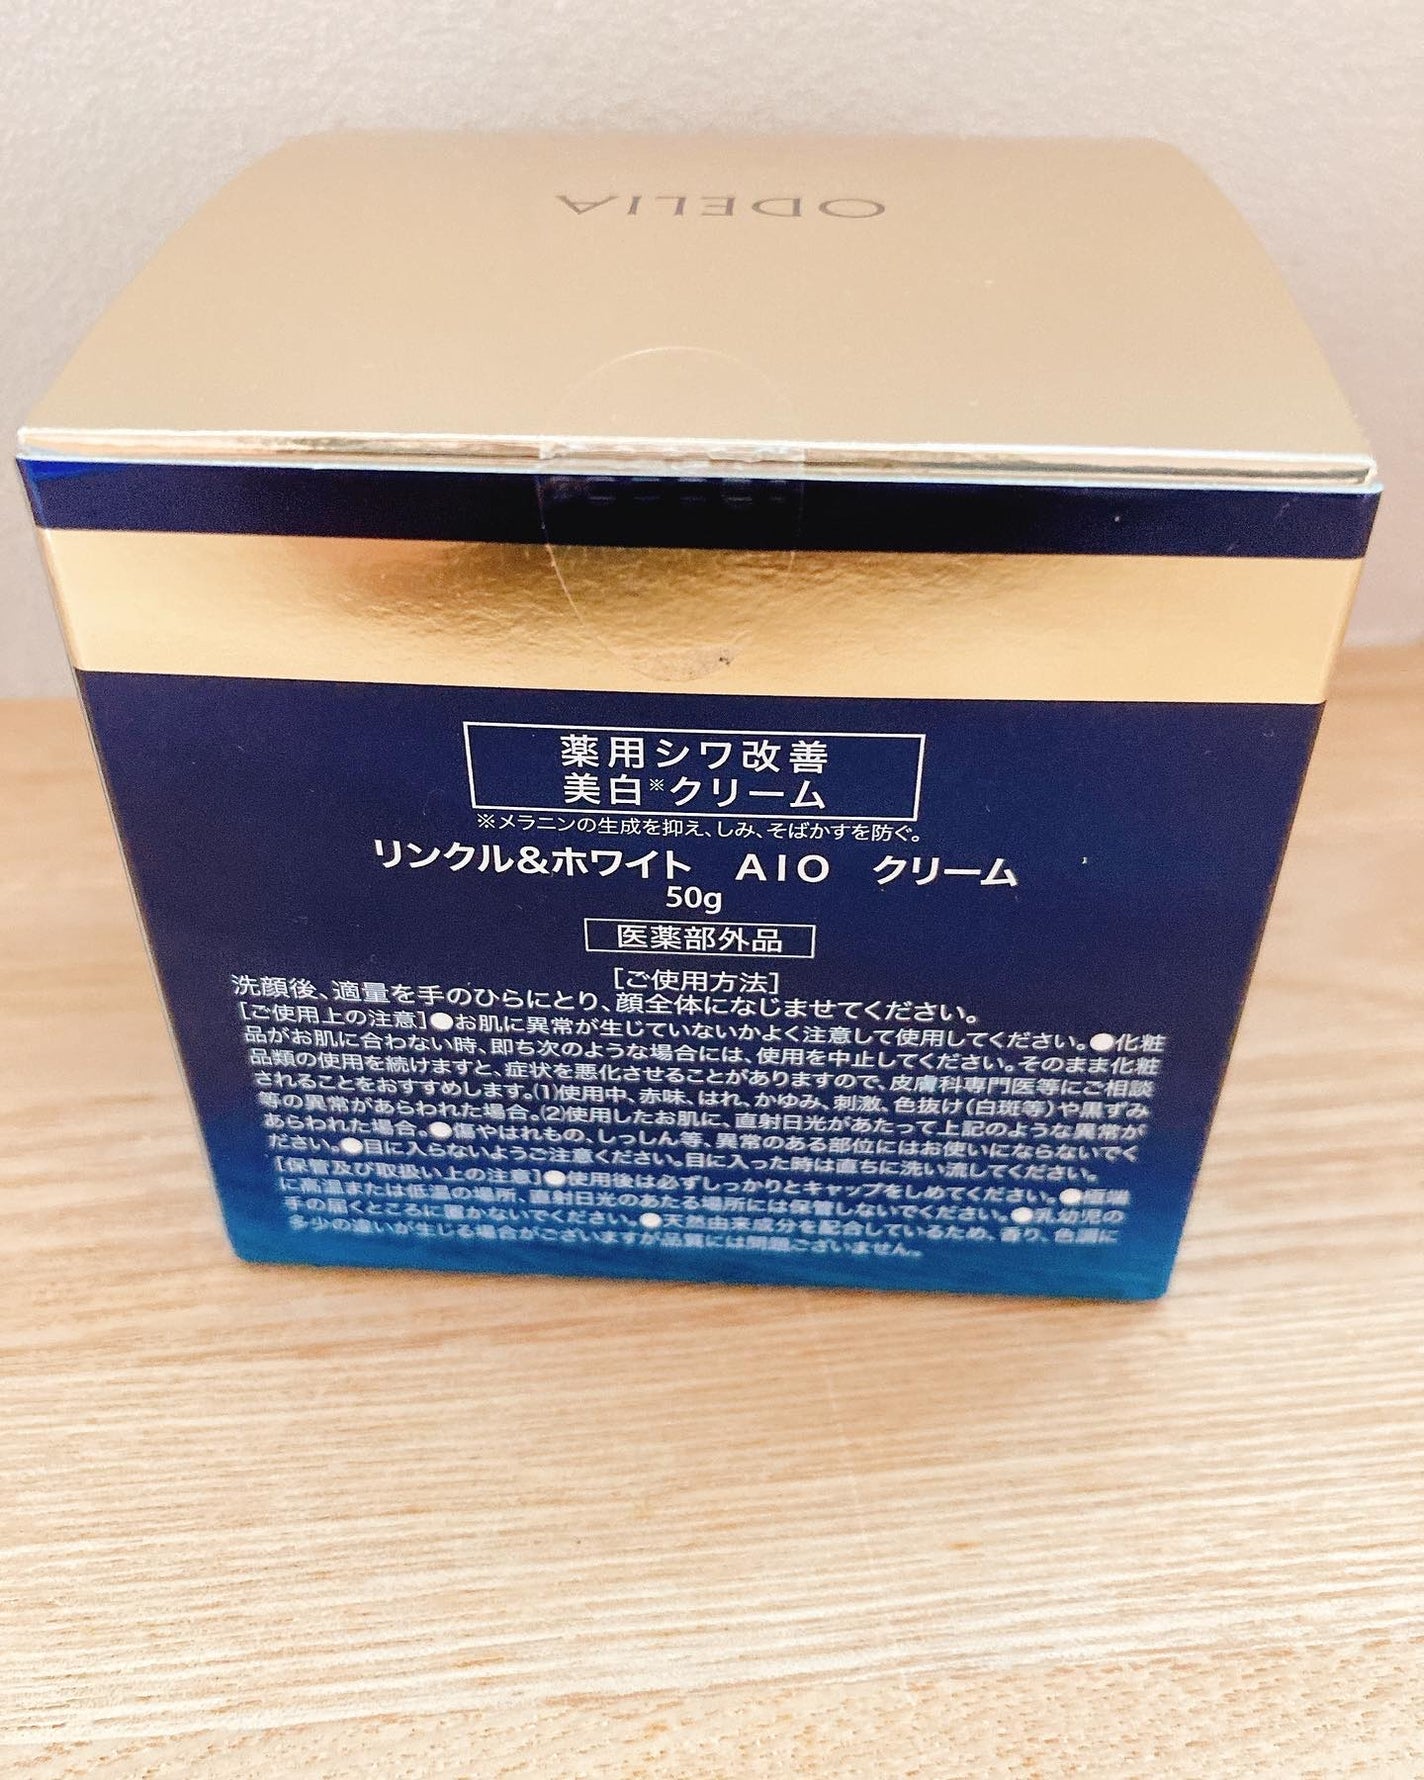 ODELIA
薬用シワ改善
美白※クリーム
※メラニンの生成を抑え、しみ、そばかすを防ぐ。
リンクル&ホワイト AIO クリーム
50g
医薬部外品
[ご使用方法]
洗顔後、適量を手のひらにとり、顔全体になじませてください。
[ご使用上の注意]●お肌に異常が生じていないかよく注意して使用してください。●化粧
品がお肌に合わない時、即ち次のような場合には、使用を中止してください。そのまま化粧
品類の使用を続けますと、症状を悪化させることがありますので、皮膚科専門医等にご相談
されることをおすすめします。(1)使用中、赤味、はれ、かゆみ、刺激、色抜け(白斑等)や黒ずみ
等の異常があらわれた場合。(2)使用したお肌に、直射日光があたって上記のような異常が
あらわれた場合。●傷やはれもの、しっしん等、異常のある部位にはお使いにならないでく
ださい。●目に入らないようご注意ください。目に入った時は直ちに洗い流してください。
[保管及び取扱い上の注意]●使用後は必ずしっかりとキャップをしめてください。●極端
に高温または低温の場所、直射日光のあたる場所には保管しないでください。●乳幼児の
手の届くところに置かないでください。●天然由来成分を配合しているため、香り、色調に
多少の違いが生じる場合がございますが品質には問題ございません。